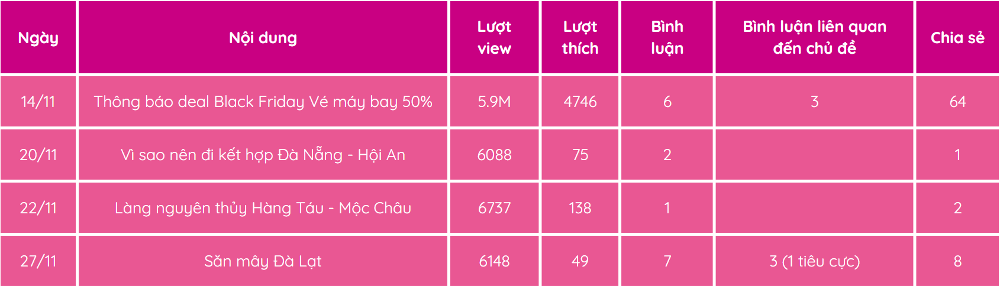 Ngày
Nội dung
Lượt
view
Lượt
thích
Bình
luận
Bình luận liên quan
đến chủ đề
Chia sẻ
14/11
Thông báo deal Black Friday Vé máy bay 50%
5.9M
4746
6
3
64
20/11
Vì sao nên đi kết hợp Đà Nẵng - Hội An
6088
75
2
1
22/11
Làng nguyên thủy Hàng Táu - Mộc Châu
6737
138
1
2
27/11
Săn mây Đà Lạt
6148
49
7
3 (1 tiêu cực)
8